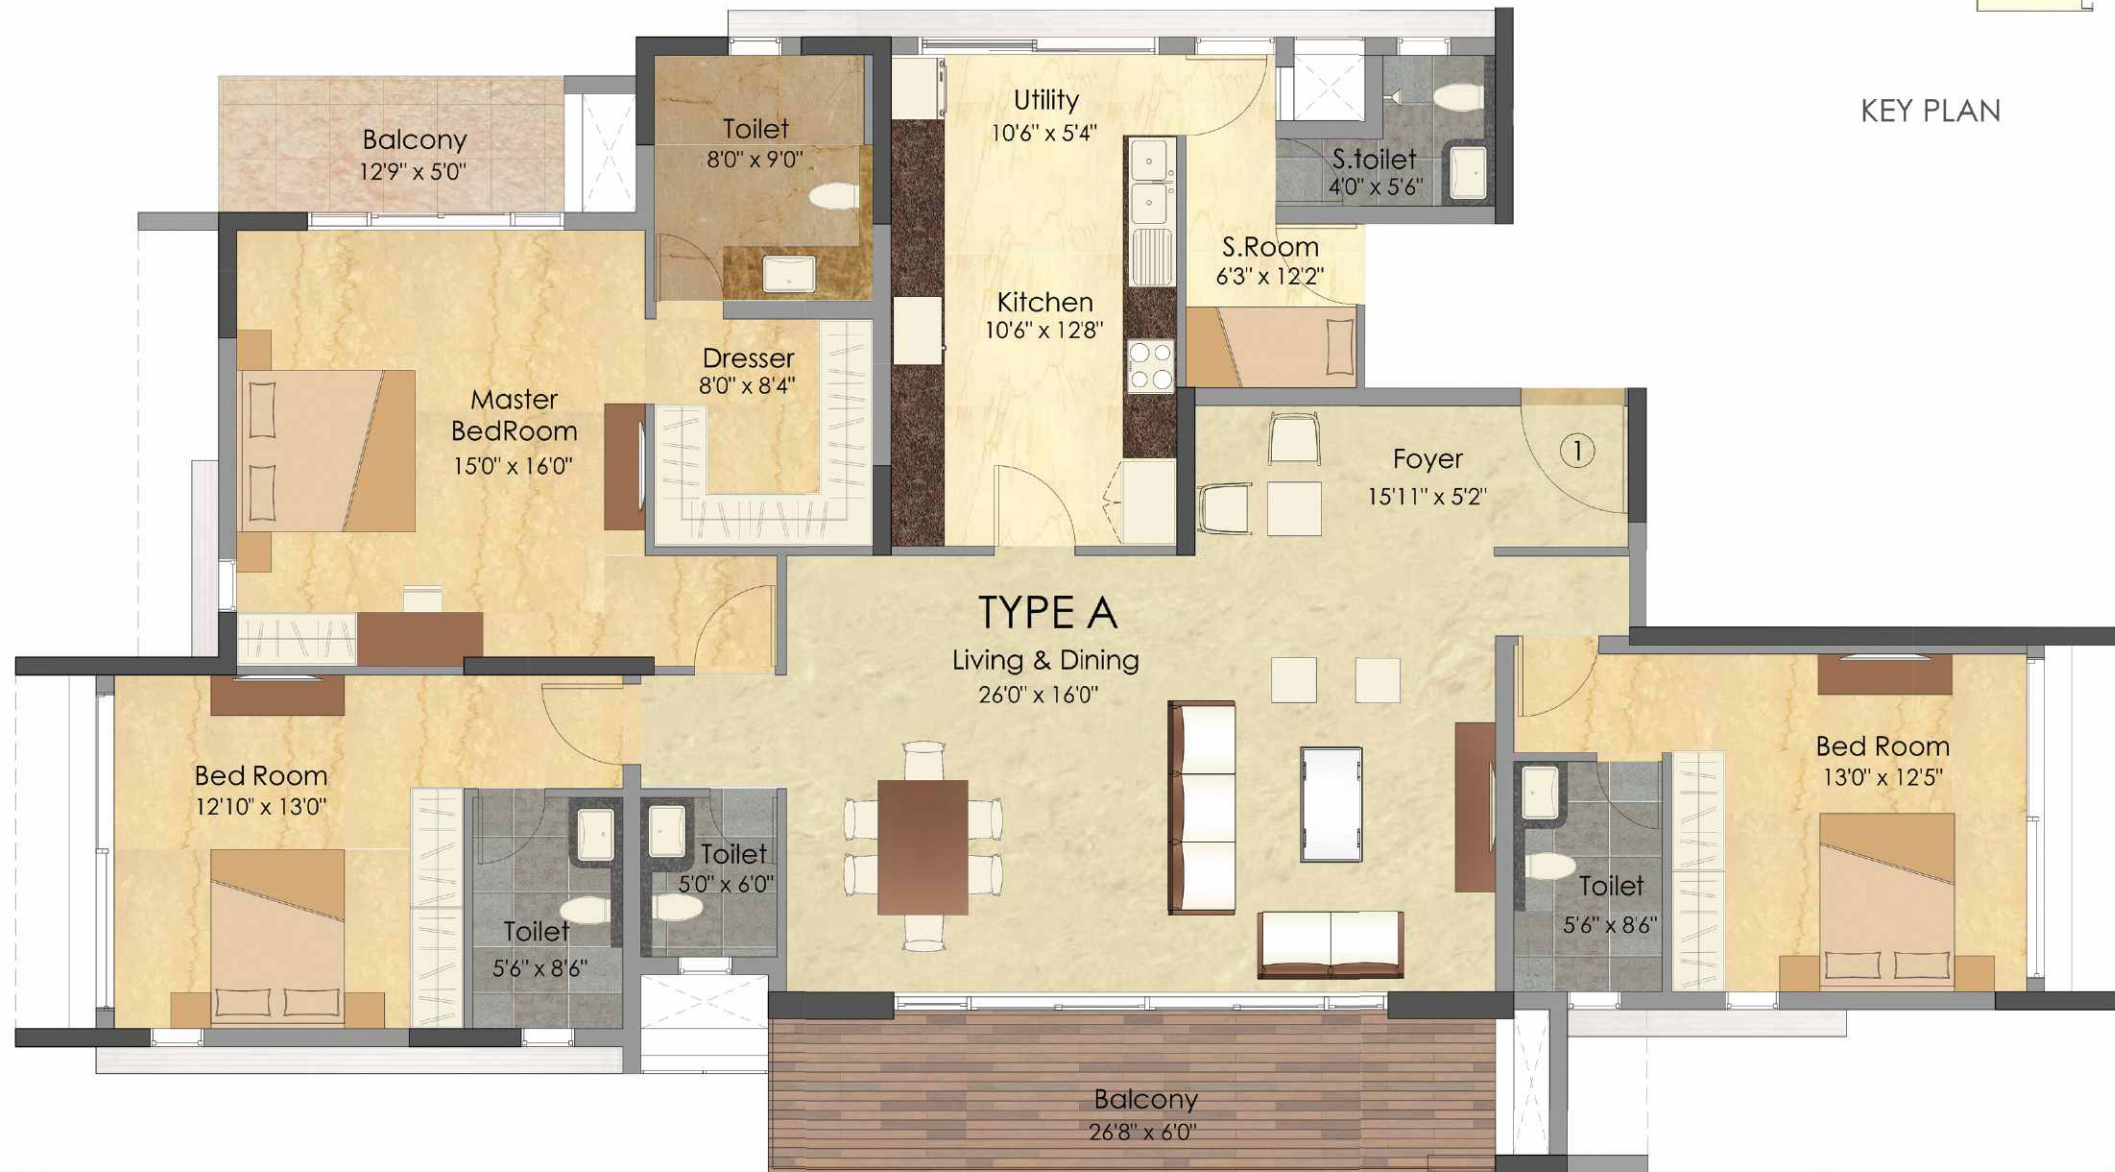 KEY PLAN
Balcony
12'9" x 5'0"
Toilet
8'0" x 9'0"
Utility
10'6" x 5'4"
S.toilet
4'0" x 5'6"
S.Room
6'3" x 12'2"
Kitchen
10'6" x 12'8"
Dresser
8'0" x 8'4"
Master
BedRoom
15'0" x 16'0"
Foyer
15'11" x 5'2"
1
TYPE A
Living & Dining
26'0" x 16'0"
Bed Room
12'10" x 13'0"
Bed Room
13'0" x 12'5"
Toilet
5'0" x 6'0"
Toilet
5'6" x 8'6"
Toilet
5'6" x 8'6"
Balcony
26'8" x 6'0"